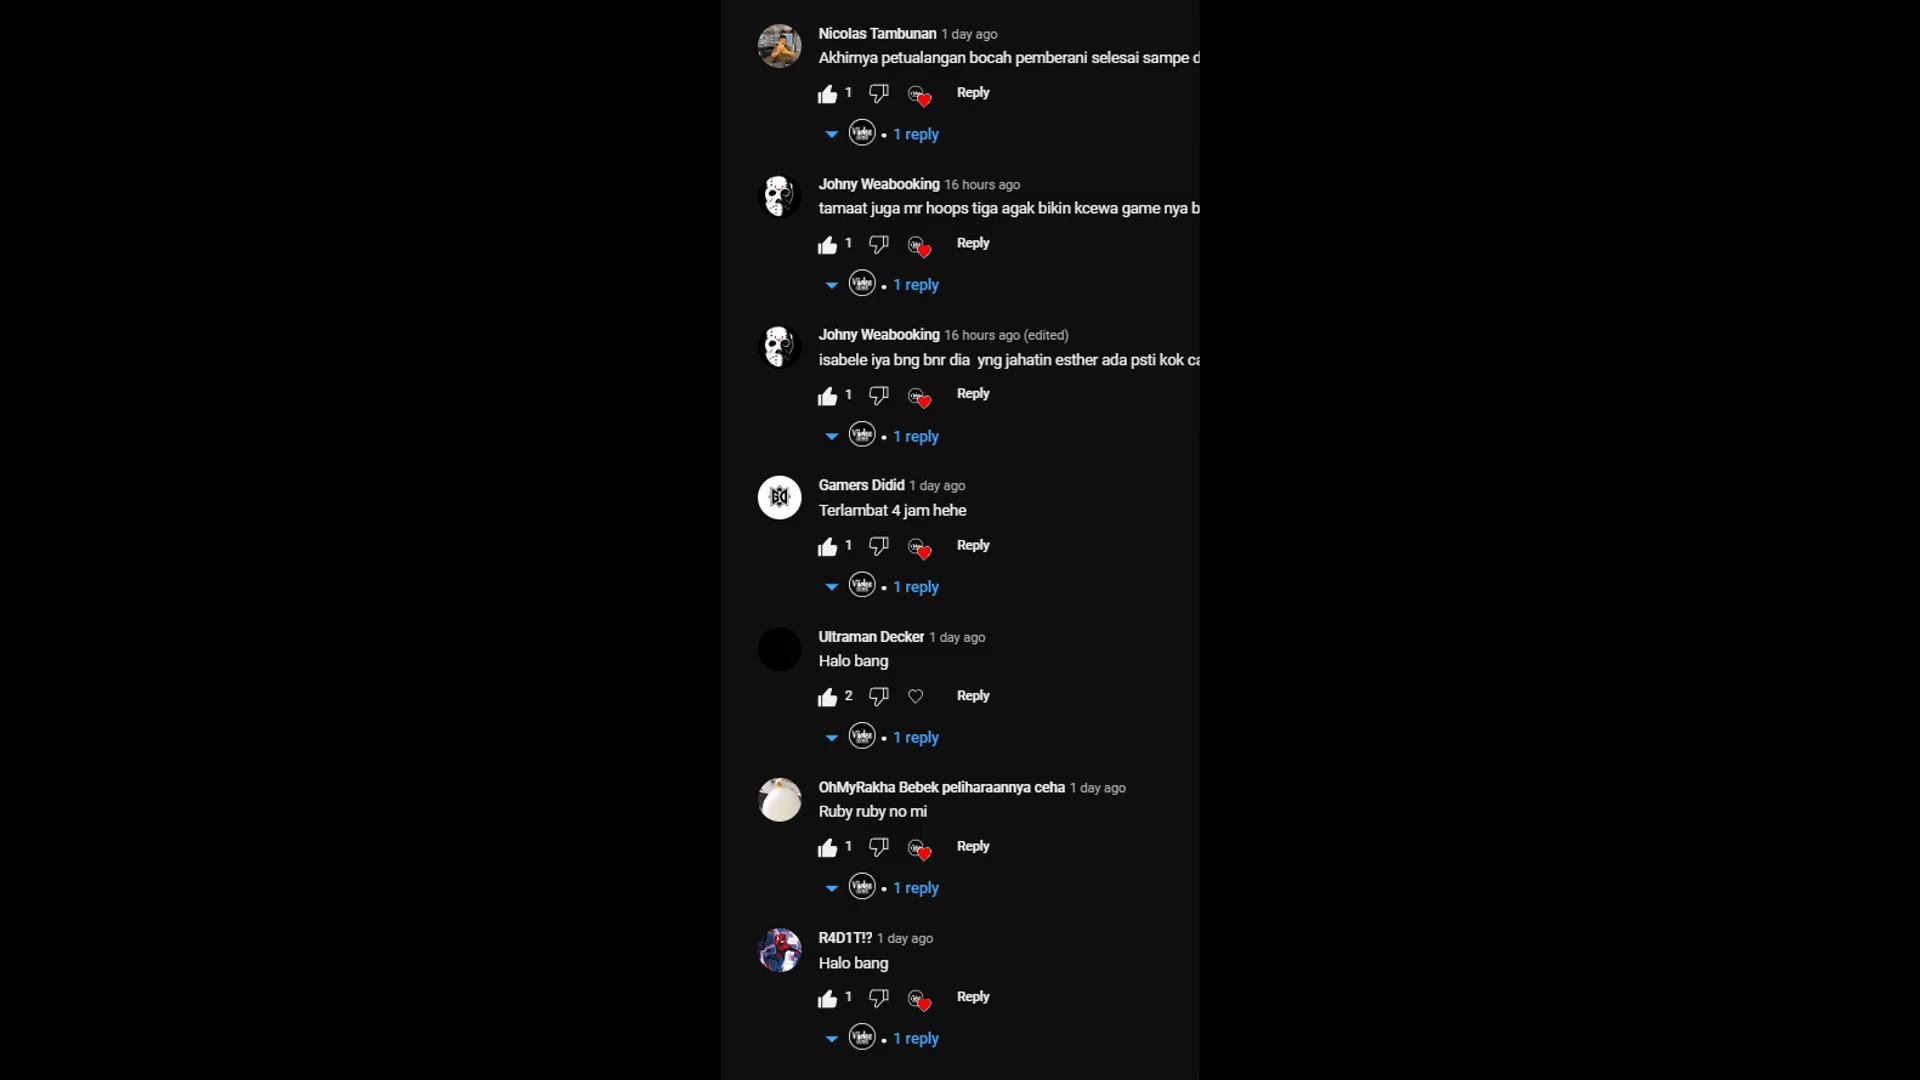 Nicolas Tambunan 1 day ago
Akhirnya petualangan bocah pemberani selesai sampe d
1 Reply
1 reply
Johny Weabooking 16 hours ago
tamaat juga mr hoops tiga agak bikin kcewa game nya b
1 Reply
1 reply
Johny Weabooking 16 hours ago (edited)
isabele iya bng bnr dia yng jahatin esther ada psti kok ca
1 Reply
1 reply
Gamers Didid 1 day ago
Terlambat 4 jam hehe
1 Reply
1 reply
Ultraman Decker 1 day ago
Halo bang
2 Reply
1 reply
OhMyRakha Bebek peliharaannya ceha 1 day ago
Ruby ruby no mi
1 Reply
1 reply
R4D1T!? 1 day ago
Halo bang
1 Reply
1 reply